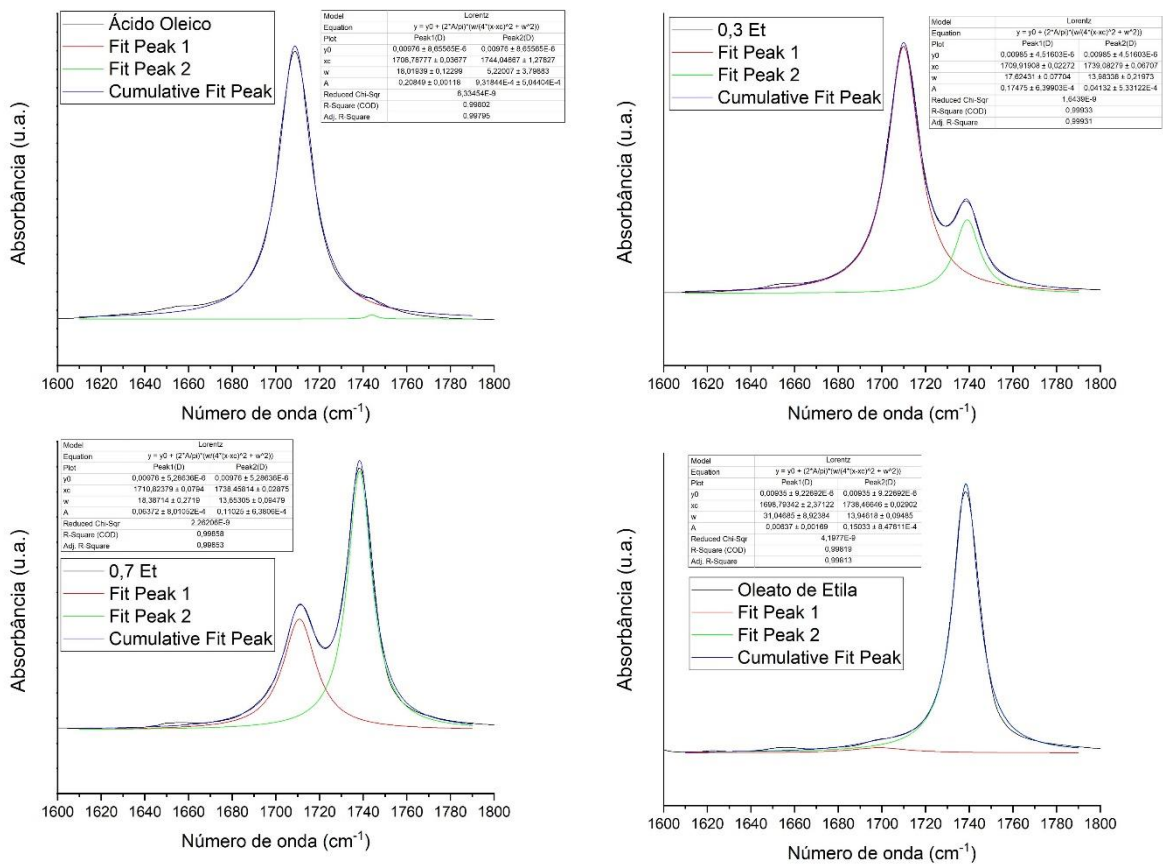 Ácido Oleico
Fit Peak 1
Fit Peak 2
Cumulative Fit Peak
Model Lorentz
Equation y = y0 + (2*A/pi)*(w/(4*(x-xc)^2 + w^2))
Plot Peak1(D) Peak2(D)
y0 0,00976 ± 8,65565E-6 0,00976 ± 8,65565E-6
xc 1708,78777 ± 0,03677 1744,04667 ± 1,27827
w 18,01939 ± 0,12299 5,22007 ± 3,79883
A 0,20849 ± 0,00118 9,31844E-4 ± 5,04404E-4
Reduced Chi-Sqr 6,33454E-9
R-Square (COD) 0,99802
Adj. R-Square 0,99795
Absorbância (u.a.)
1600 1620 1640 1660 1680 1700 1720 1740 1760 1780 1800
Número de onda (cm-1)
0,3 Et
Fit Peak 1
Fit Peak 2
Cumulative Fit Peak
Model Lorentz
Equation y = y0 + (2*A/pi)*(w/(4*(x-xc)^2 + w^2))
Plot Peak1(D) Peak2(D)
y0 0,00985 ± 4,51603E-6 0,00985 ± 4,51603E-6
xc 1709,91908 ± 0,02272 1739,08279 ± 0,06707
w 17,62431 ± 0,07704 13,98338 ± 0,21973
A 0,17475 ± 6,39903E-4 0,04132 ± 5,33122E-4
Reduced Chi-Sqr 1,6439E-9
R-Square (COD) 0,99933
Adj. R-Square 0,99931
Absorbância (u.a.)
1600 1620 1640 1660 1680 1700 1720 1740 1760 1780 1800
Número de onda (cm-1)
Model Lorentz
Equation y = y0 + (2*A/pi)*(w/(4*(x-xc)^2 + w^2))
Plot Peak1(D) Peak2(D)
y0 0,00976 ± 5,28636E-6 0,00976 ± 5,28636E-6
xc 1710,82379 ± 0,0794 1738,45814 ± 0,02875
w 18,38714 ± 0,2719 13,65305 ± 0,09479
A 0,06372 ± 8,01052E-4 0,11025 ± 6,3806E-4
Reduced Chi-Sqr 2,26206E-9
R-Square (COD) 0,99858
Adj. R-Square 0,99853
0,7 Et
Fit Peak 1
Fit Peak 2
Cumulative Fit Peak
Absorbância (u.a.)
1600 1620 1640 1660 1680 1700 1720 1740 1760 1780 1800
Número de onda (cm-1)
Model Lorentz
Equation y = y0 + (2*A/pi)*(w/(4*(x-xc)^2 + w^2))
Plot Peak1(D) Peak2(D)
y0 0,00935 ± 9,22692E-6 0,00935 ± 9,22692E-6
xc 1698,79342 ± 2,37122 1738,46646 ± 0,02902
w 31,04685 ± 8,92384 13,94618 ± 0,09485
A 0,00637 ± 0,00169 0,15033 ± 8,47611E-4
Reduced Chi-Sqr 4,1977E-9
R-Square (COD) 0,99819
Adj. R-Square 0,99813
Oleato de Etila
Fit Peak 1
Fit Peak 2
Cumulative Fit Peak
Absorbância (u.a.)
1600 1620 1640 1660 1680 1700 1720 1740 1760 1780 1800
Número de onda (cm-1)